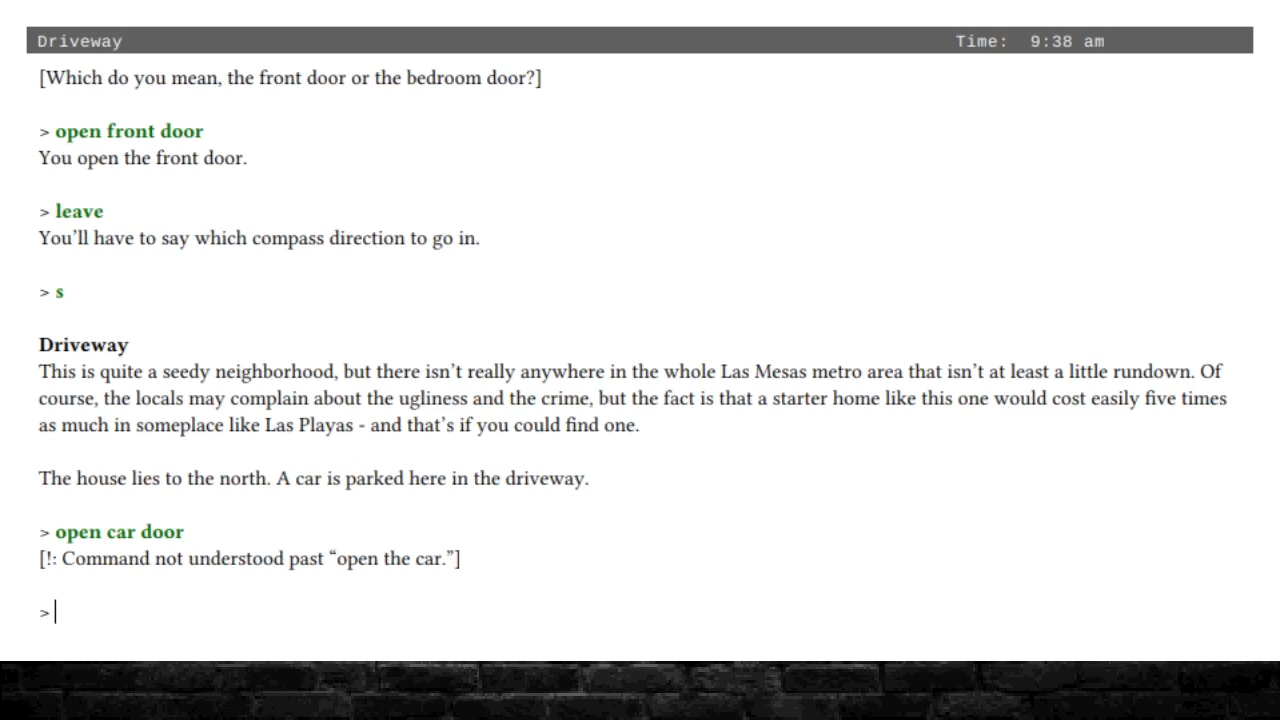 Driveway Time: 9:38 am
[Which do you mean, the front door or the bedroom door?]
> open front door
You open the front door.
> leave
You’ll have to say which compass direction to go in.
> s
Driveway
This is quite a seedy neighborhood, but there isn’t really anywhere in the whole Las Mesas metro area that isn’t at least a little rundown. Of
course, the locals may complain about the ugliness and the crime, but the fact is that a starter home like this one would cost easily five times
as much in someplace like Las Playas - and that’s if you could find one.
The house lies to the north. A car is parked here in the driveway.
> open car door
[!: Command not understood past “open the car.”]
>